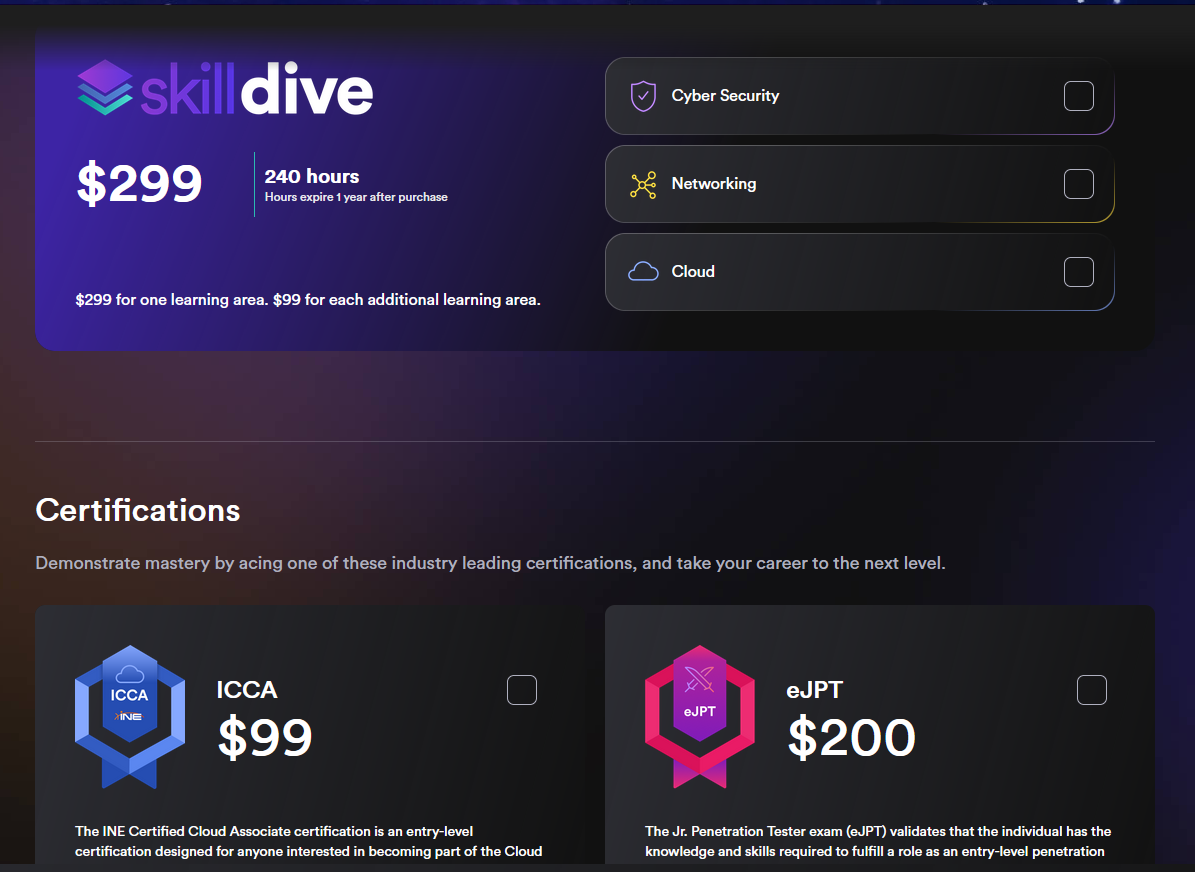 skill dive
$299
240 hours
Hours expire 1 year after purchase
$299 for one learning area. $99 for each additional learning area.
Cyber Security
Networking
Cloud
Certifications
Demonstrate mastery by acing one of these industry leading certifications, and take your career to the next level.
ICCA
INE
ICCA
$99
The INE Certified Cloud Associate certification is an entry-level
certification designed for anyone interested in becoming part of the Cloud
eJPT
eJPT
$200
The Jr. Penetration Tester exam (eJPT) validates that the individual has the
knowledge and skills required to fulfill a role as an entry-level penetration